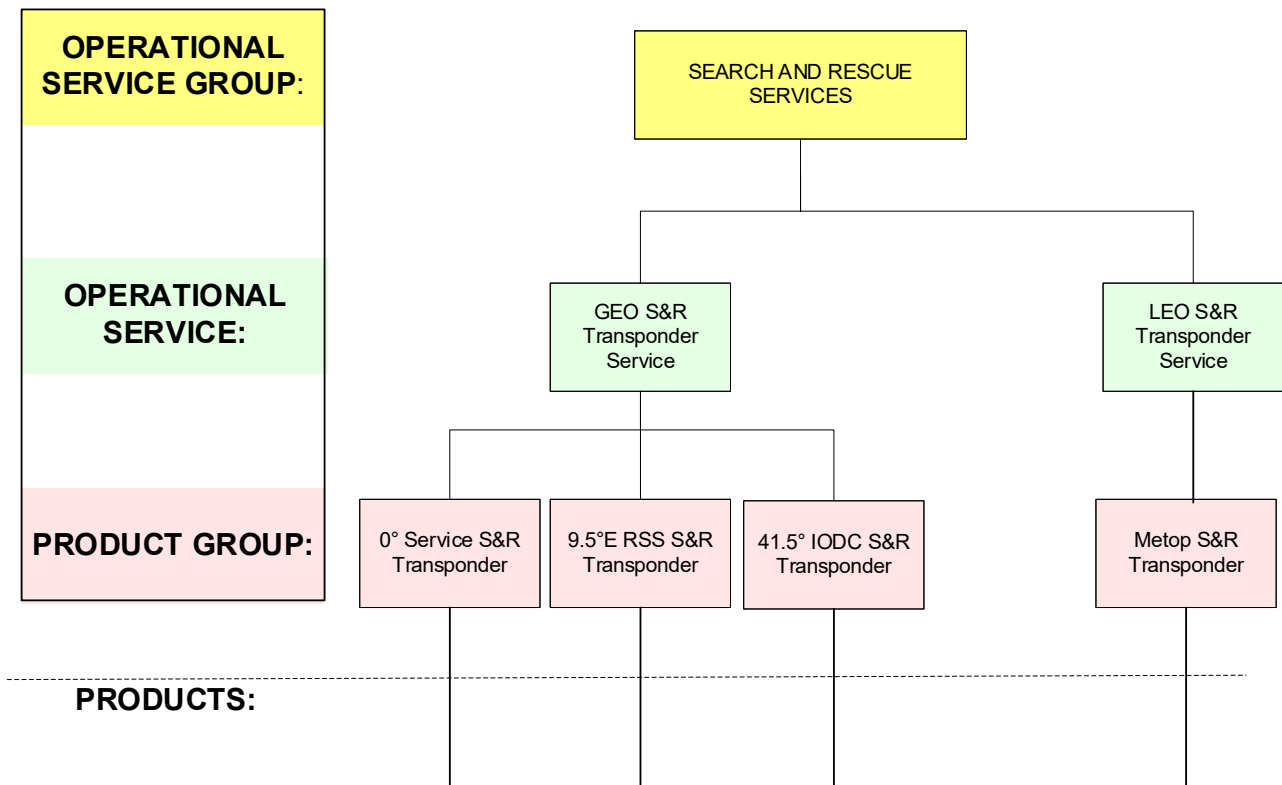 OPERATIONAL
SERVICE GROUP:
SEARCH AND RESCUE
SERVICES
OPERATIONAL
SERVICE:
GEO S&R
Transponder
Service
LEO S&R
Transponder
Service
PRODUCT GROUP:
0° Service S&R
Transponder
9.5°E RSS S&R
Transponder
41.5° IODC S&R
Transponder
Metop S&R
Transponder
PRODUCTS: